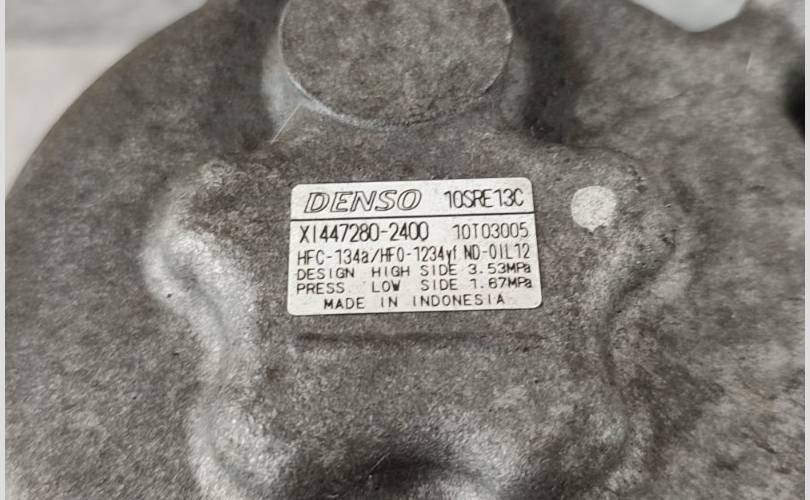 DENSO 10SRE13C
XI447280-2400 10T03005
HFC-134a/HFO-1234yf ND-OIL12
DESIGN HIGH SIDE 3.53MPa
PRESS LOW SIDE 1.67MPa
MADE IN INDONESIA